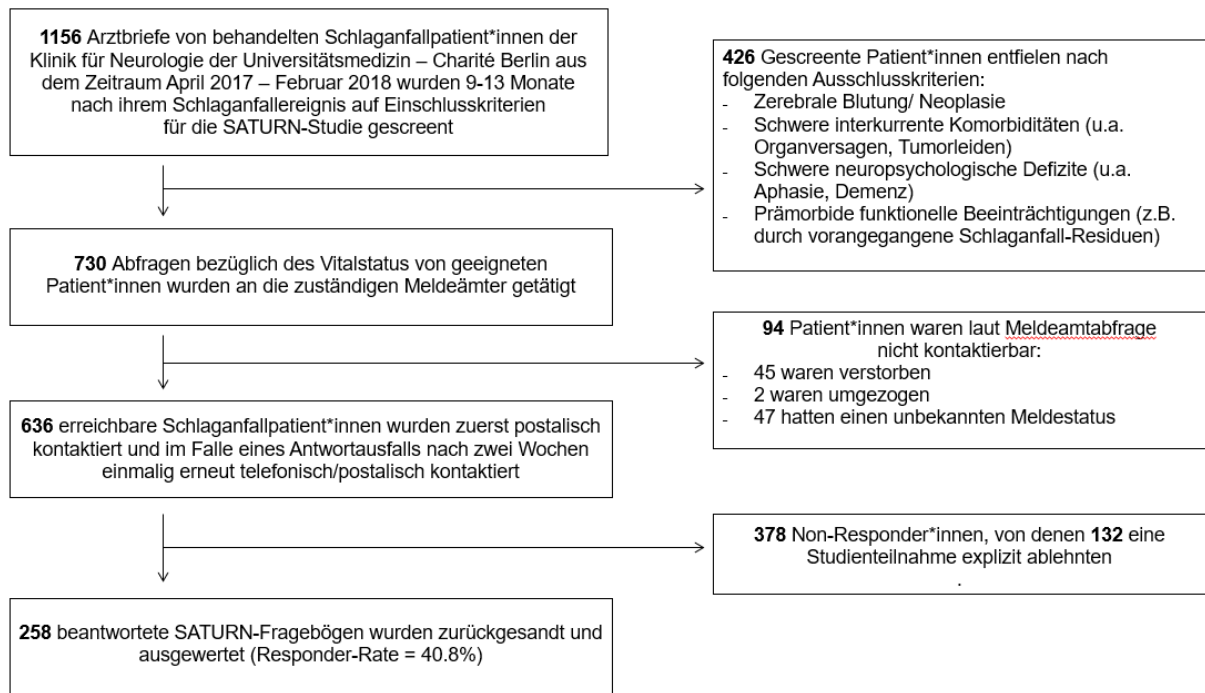 1156 Arztbriefe von behandelten Schlaganfallpatient*innen der
Klinik für Neurologie der Universitätsmedizin – Charité Berlin aus
dem Zeitraum April 2017 – Februar 2018 wurden 9-13 Monate
nach ihrem Schlaganfallereignis auf Einschlusskriterien
für die SATURN-Studie gescreent
426 Gescreente Patient*innen entfielen nach
folgenden Ausschlusskriterien:
- Zerebrale Blutung/ Neoplasie
- Schwere interkurrente Komorbiditäten (u.a.
Organversagen, Tumorleiden)
- Schwere neuropsychologische Defizite (u.a.
Aphasie, Demenz)
- Prämorbide funktionelle Beeinträchtigungen (z.B.
durch vorangegangene Schlaganfall-Residuen)
730 Abfragen bezüglich des Vitalstatus von geeigneten
Patient*innen wurden an die zuständigen Meldeämter getätigt
94 Patient*innen waren laut Meldeamtabfrage
nicht kontaktierbar:
- 45 waren verstorben
- 2 waren umgezogen
- 47 hatten einen unbekannten Meldestatus
636 erreichbare Schlaganfallpatient*innen wurden zuerst postalisch
kontaktiert und im Falle eines Antwortausfalls nach zwei Wochen
einmalig erneut telefonisch/postalisch kontaktiert
378 Non-Responder*innen, von denen 132 eine
Studienteilnahme explizit ablehnten
.
258 beantwortete SATURN-Fragebögen wurden zurückgesandt und
ausgewertet (Responder-Rate = 40.8%)